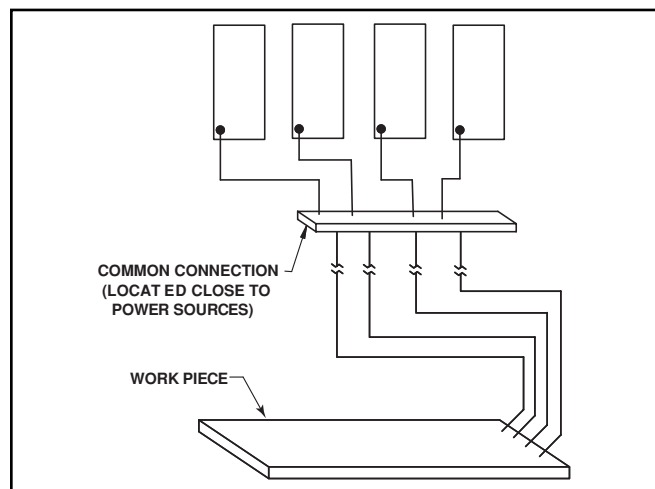 COMMON CONNECTION
(LOCAT ED CLOSE TO
POWER SOURCES)
WORK PIECE